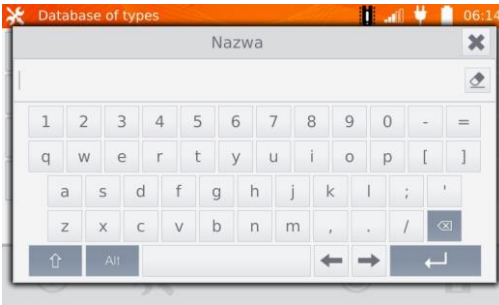 Database of types 06:14
Nazwa
1 2 3 4 5 6 7 8 9 0 - =
q w e r t y u i o p [ ]
a s d f g h j k l ; '
z x c v b n m , . /
Alt